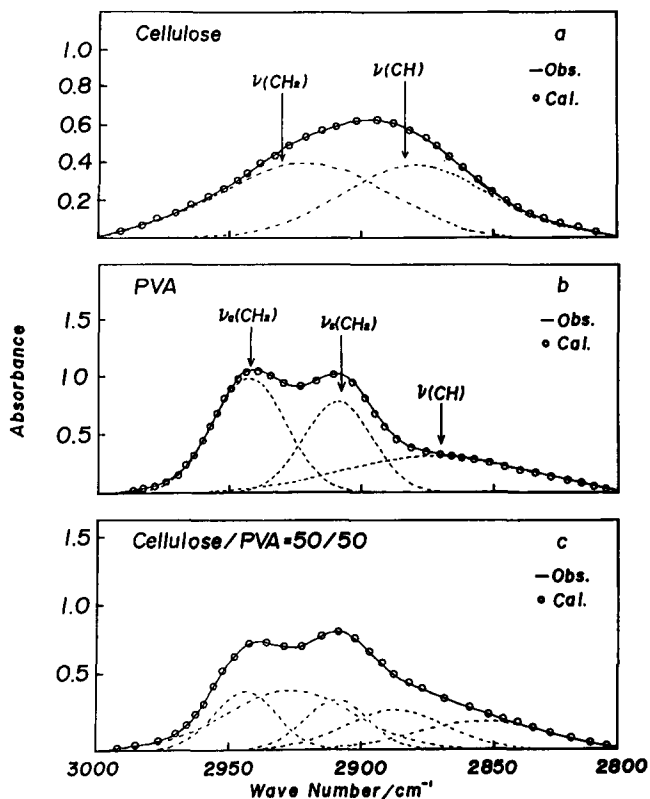 Cellulose a
1.0 ν(CH₂) ν(CH) —Obs.
0.8 o Cal.
0.6
0.4
0.2
PVA b
1.5 νa(CH₂) νs(CH₂) —Obs.
o Cal.
1.0 ν(CH)
0.5
Absorbance
Cellulose/PVA=50/50 c
1.5 —Obs.
o Cal.
1.0
0.5
3000 2950 2900 2850 2800
Wave Number/cm⁻¹